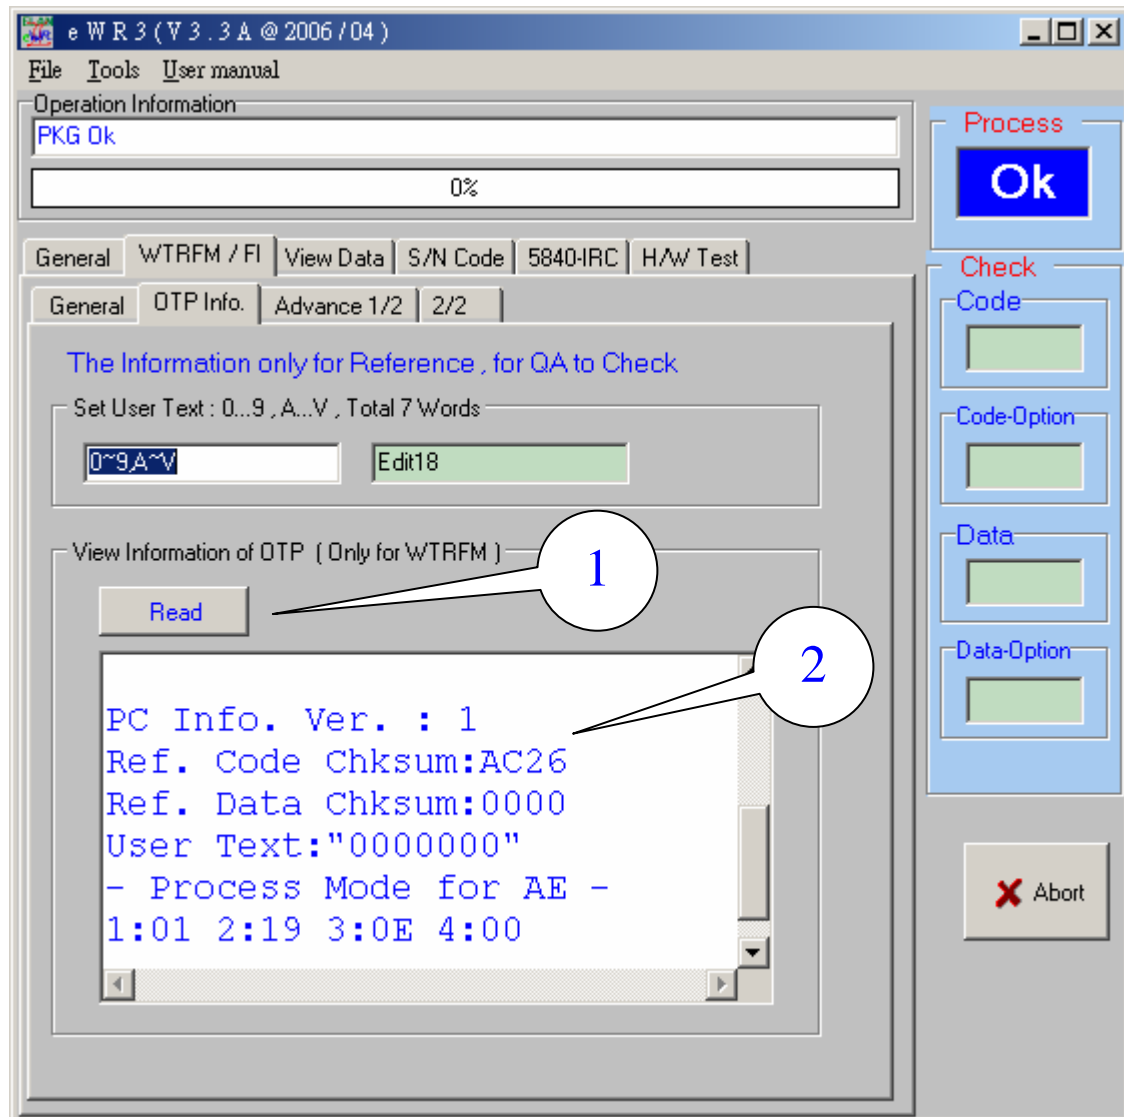 eWR3(V3.3A@2006/04)
File Tools User manual
Operation Information
PKG Ok
0%
General WTRFM / FI View Data S/N Code 5840-IRC H/W Test
General OTP Info. Advance 1/2 2/2
The Information only for Reference , for QA to Check
Set User Text : 0...9 , A...V , Total 7 Words
0~9,A~V Edit18
View Information of OTP ( Only for WTRFM )
1
Read
2
PC Info. Ver. : 1
Ref. Code Chksum:AC26
Ref. Data Chksum:0000
User Text:"0000000"
- Process Mode for AE -
1:01 2:19 3:0E 4:00
Process
Ok
Check
Code
Code-Option
Data
Data-Option
Abort